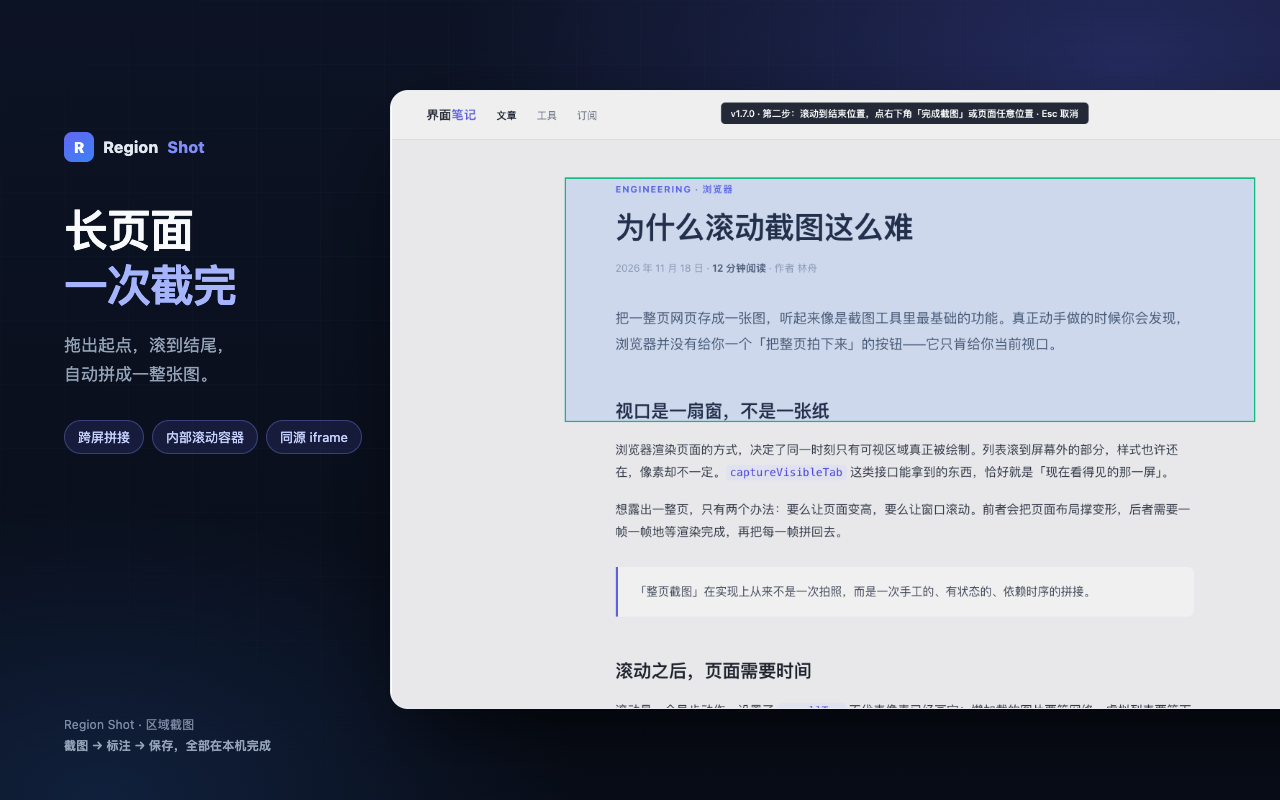 R Region Shot
长页面
一次截完
拖出起点，滚到结尾，
自动拼成一整张图。
跨屏拼接 内部滚动容器 同源 iframe
Region Shot · 区域截图
截图 → 标注 → 保存，全部在本机完成
界面笔记 文章 工具 订阅
v1.7.0 · 第二步：滚动到结束位置，点右下角「完成截图」或页面任意位置 · Esc 取消
ENGINEERING · 浏览器
为什么滚动截图这么难
2026 年 11 月 18 日 · 12 分钟阅读 · 作者 林舟
把一整页网页存成一张图，听起来像是截图工具里最基础的功能。真正动手做的时候你会发现，
浏览器并没有给你一个「把整页拍下来」的按钮——它只肯给你当前视口。
视口是一扇窗，不是一张纸
浏览器渲染页面的方式，决定了同一时刻只有可视区域真正被绘制。列表滚到屏幕外的部分，样式也许还
在，像素却不一定。captureVisibleTab 这类接口能拿到的东西，恰好就是「现在看得见的那一屏」。
想露出一整页，只有两个办法：要么让页面变高，要么让窗口滚动。前者会把页面布局撑变形，后者需要一
帧一帧地等渲染完成，再把每一帧拼回去。
「整页截图」在实现上从来不是一次拍照，而是一次手工的、有状态的、依赖时序的拼接。
滚动之后，页面需要时间